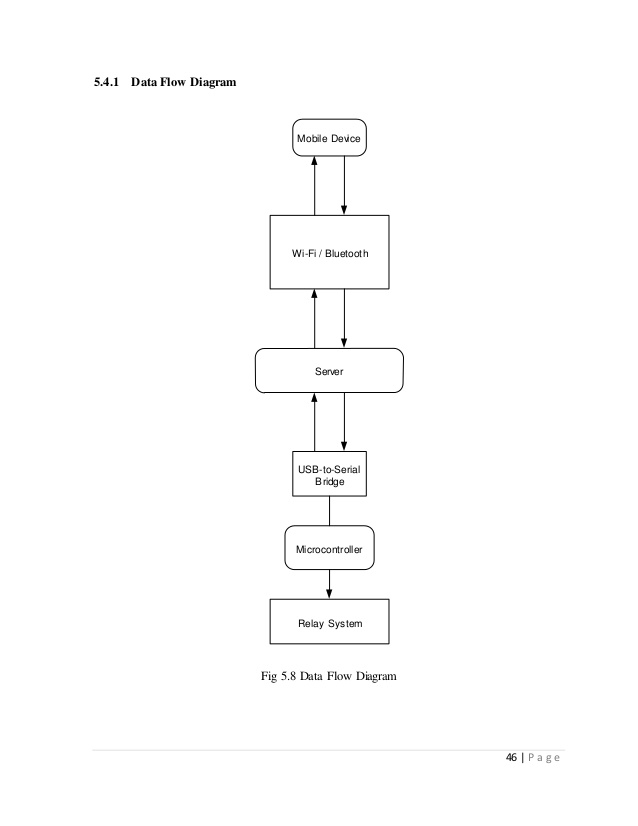 5.4.1 Data Flow Diagram
Mobile Device
Wi-Fi / Bluetooth
Server
USB-to-Serial
Bridge
Microcontroller
Relay System
Fig 5.8 Data Flow Diagram
46 | Page